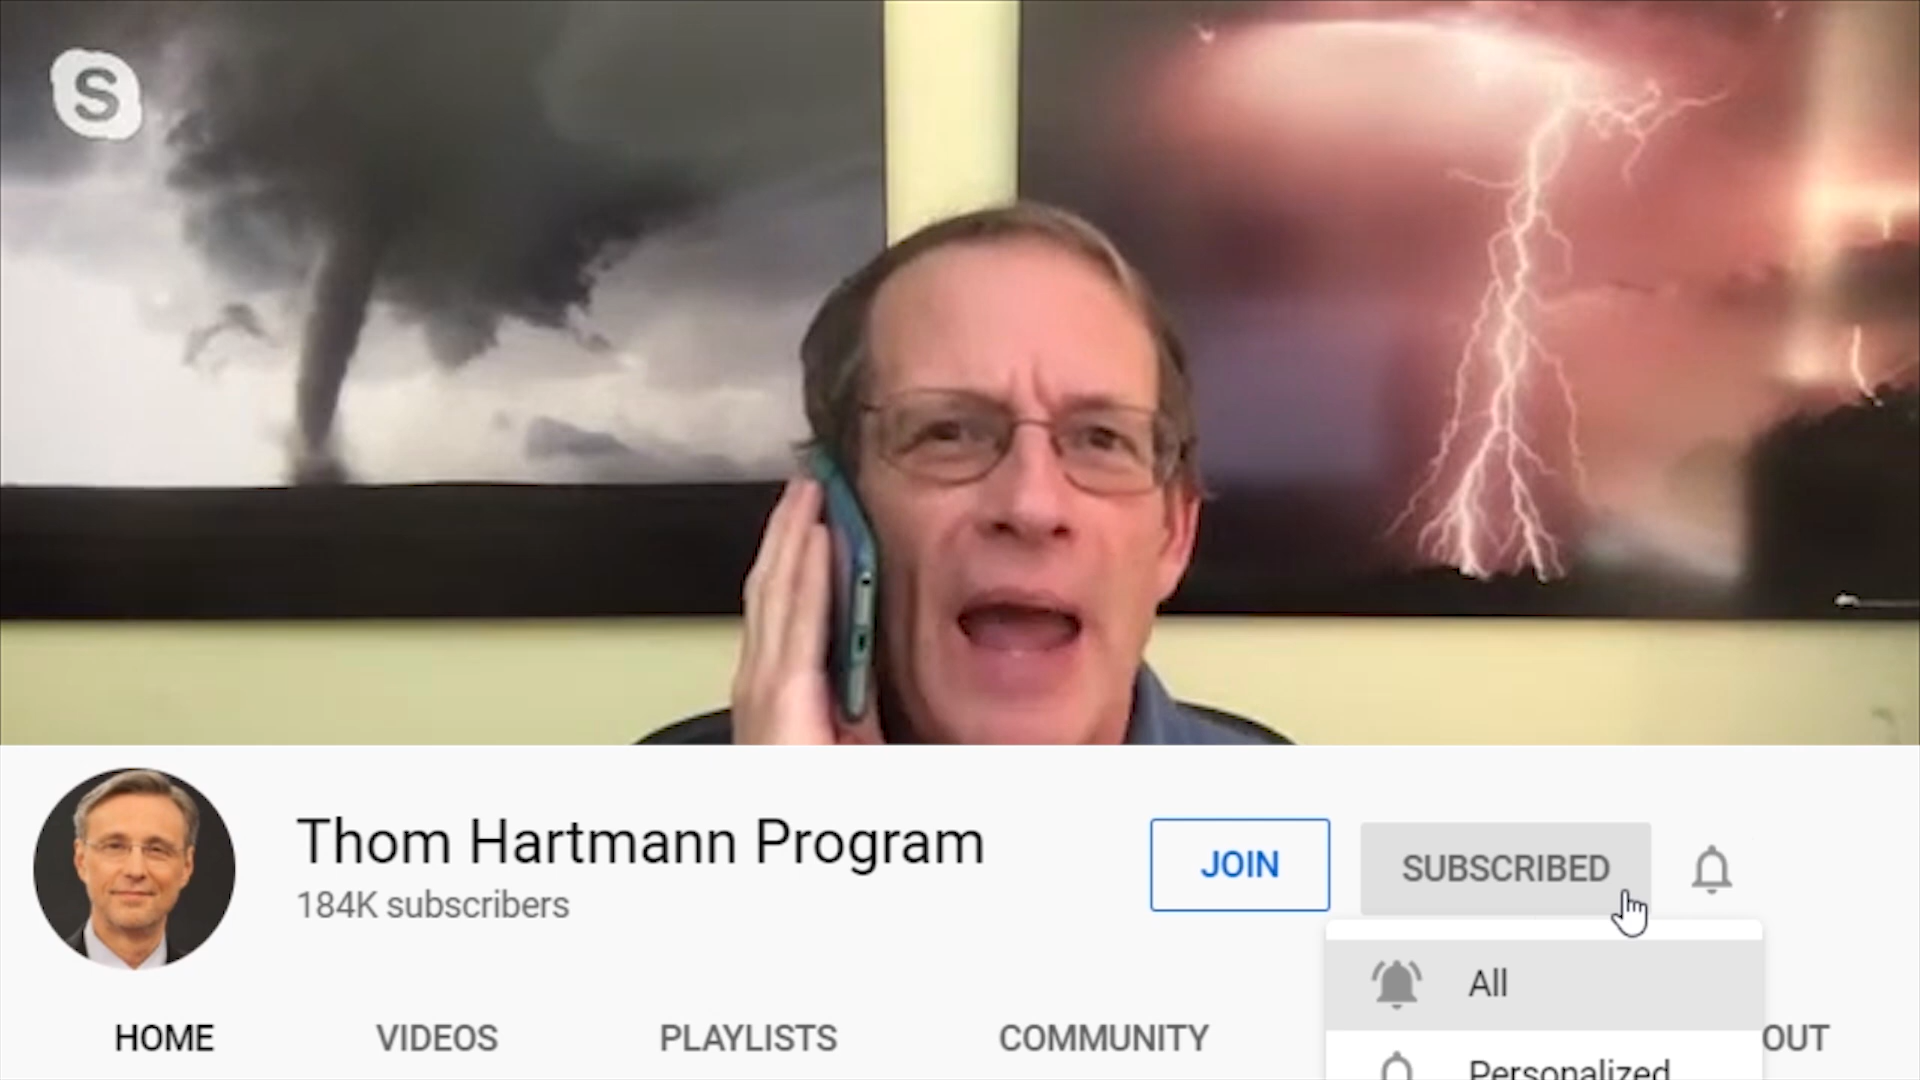 S
Thom Hartmann Program
184K subscribers
JOIN
SUBSCRIBED
All
HOME
VIDEOS
PLAYLISTS
COMMUNITY
OUT
Personalized